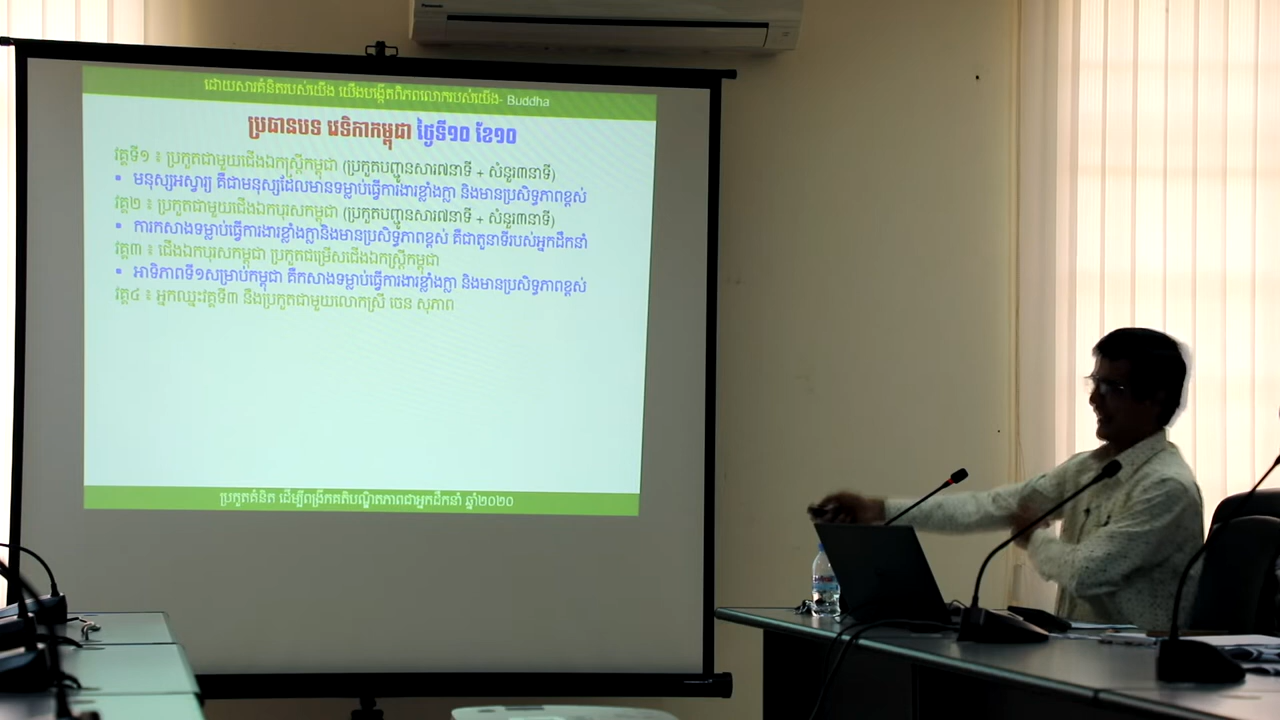 Panasonic
ដោយសារគំនិតរបស់យើង យើងបង្កើតពិភពលោករបស់យើង- Buddha
ប្រធានបទ វេទិកាកម្ពុជា ថ្ងៃទី១០ ខែ១០
វគ្គទី១ ៖ ប្រកួតជាមួយជើងឯកស្ត្រីកម្ពុជា (ប្រកួតបញ្ជូនសារ៧នាទី + សំនួរ៣នាទី)
▪ មនុស្សអស្ចារ្យ គឺជាមនុស្សដែលមានទម្លាប់ធ្វើការងារខ្លាំងក្លា និងមានប្រសិទ្ធភាពខ្ពស់
វគ្គ២ ៖ ប្រកួតជាមួយជើងឯកបុរសកម្ពុជា (ប្រកួតបញ្ជូនសារ៧នាទី + សំនួរ៣នាទី)
▪ ការកសាងទម្លាប់ធ្វើការងារខ្លាំងក្លានិងមានប្រសិទ្ធភាពខ្ពស់ គឺជាតួនាទីរបស់អ្នកដឹកនាំ
វគ្គ៣ ៖ ជើងឯកបុរសកម្ពុជា ប្រកួតជម្រើសជើងឯកស្ត្រីកម្ពុជា
▪ អាទិភាពទី១សម្រាប់កម្ពុជា គឺកសាងទម្លាប់ធ្វើការងារខ្លាំងក្លា និងមានប្រសិទ្ធភាពខ្ពស់
វគ្គ៤ ៖ អ្នកឈ្នះវគ្គទី៣ នឹងប្រកួតជាមួយលោកស្រី ចេន សុភាព
ប្រកួតគំនិត ដើម្បីពង្រីកគតិបណ្ឌិតភាពជាអ្នកដឹកនាំ ឆ្នាំ២០២០